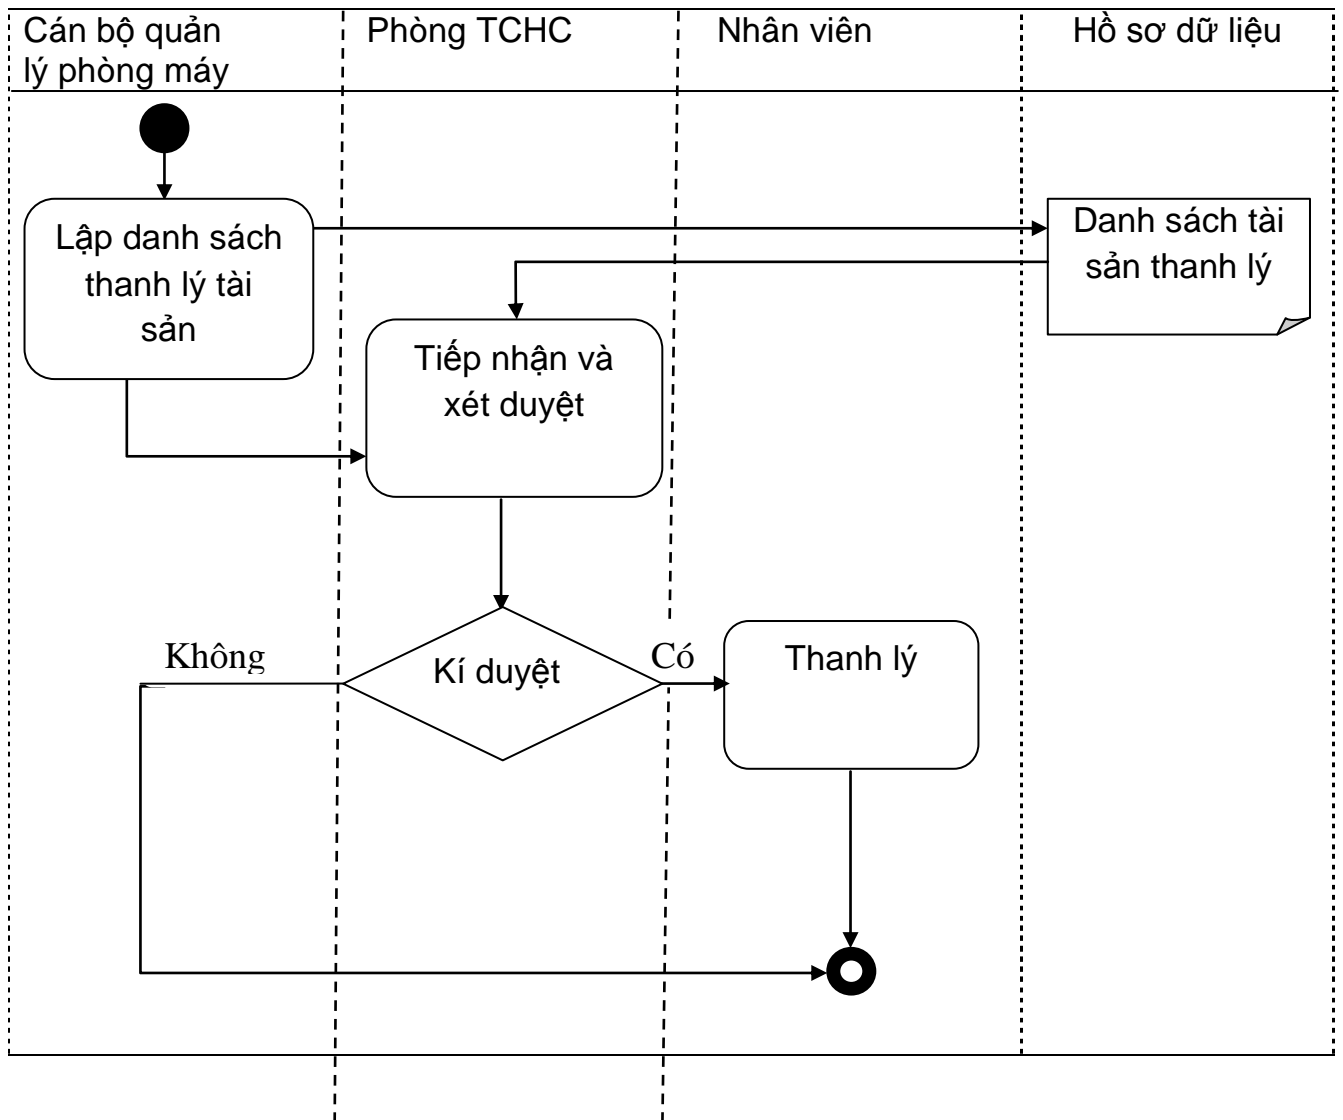 Cán bộ quản
lý phòng máy
Phòng TCHC
Nhân viên
Hồ sơ dữ liệu
Lập danh sách
thanh lý tài
sản
Danh sách tài
sản thanh lý
Tiếp nhận và
xét duyệt
Không
Kí duyệt
Có
Thanh lý